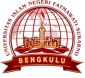 UNIVERSITAS ISLAM NEGERI FATMAWATI SUKARNO
BENGKULU